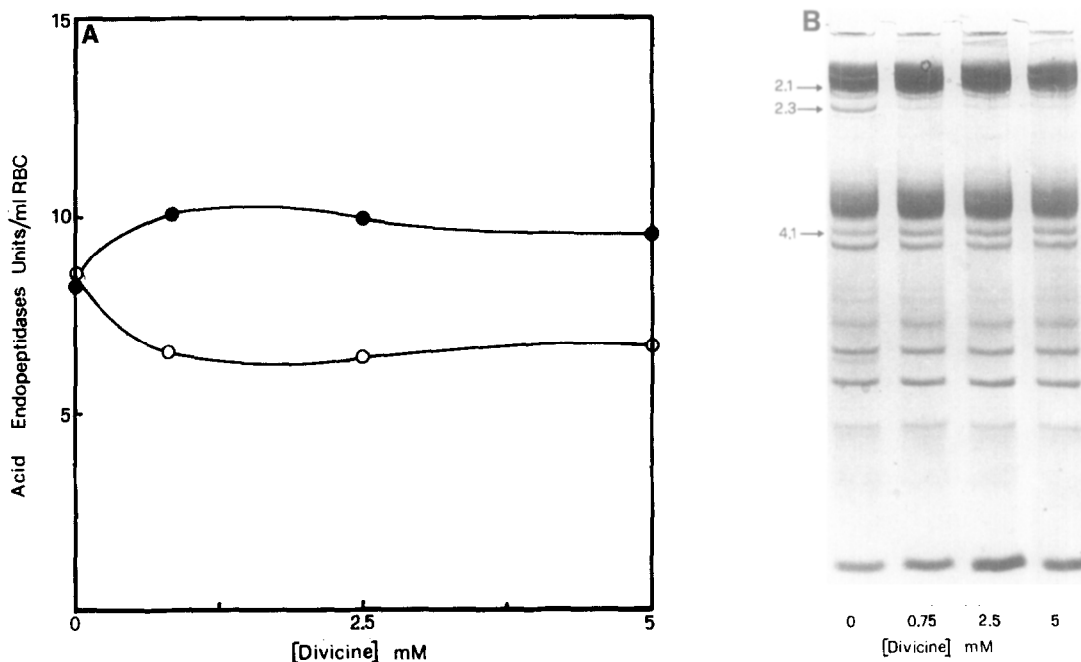 A
15
10
5
0
2.5
5
Acid Endopeptidases Units/ml RBC
[Divicine] mM
B
2.1
2.3
4.1
0 0.75 2.5 5
[Divicine] mM